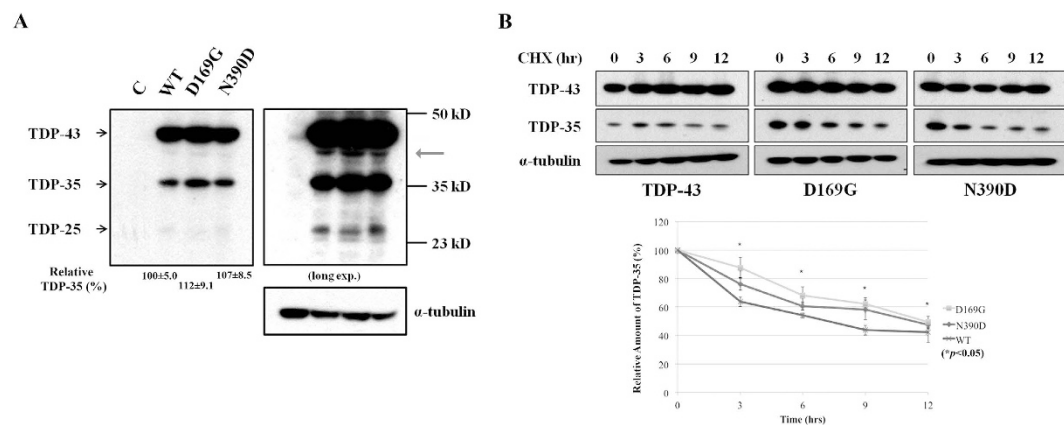 A
C
WT
D169G
N390D
TDP-43
TDP-35
TDP-25
50 kD
35 kD
23 kD
Relative
TDP-35 (%)
100±5.0
112±9.1
107±8.5
(long exp.)
α-tubulin
B
CHX (hr) 0 3 6 9 12 0 3 6 9 12 0 3 6 9 12
TDP-43
TDP-35
α-tubulin
TDP-43 D169G N390D
Relative Amount of TDP-35 (%)
120
100
80
60
40
20
0
* * * *
D169G
N390D
WT
(*p<0.05)
0 3 6 9 12
Time (hrs)